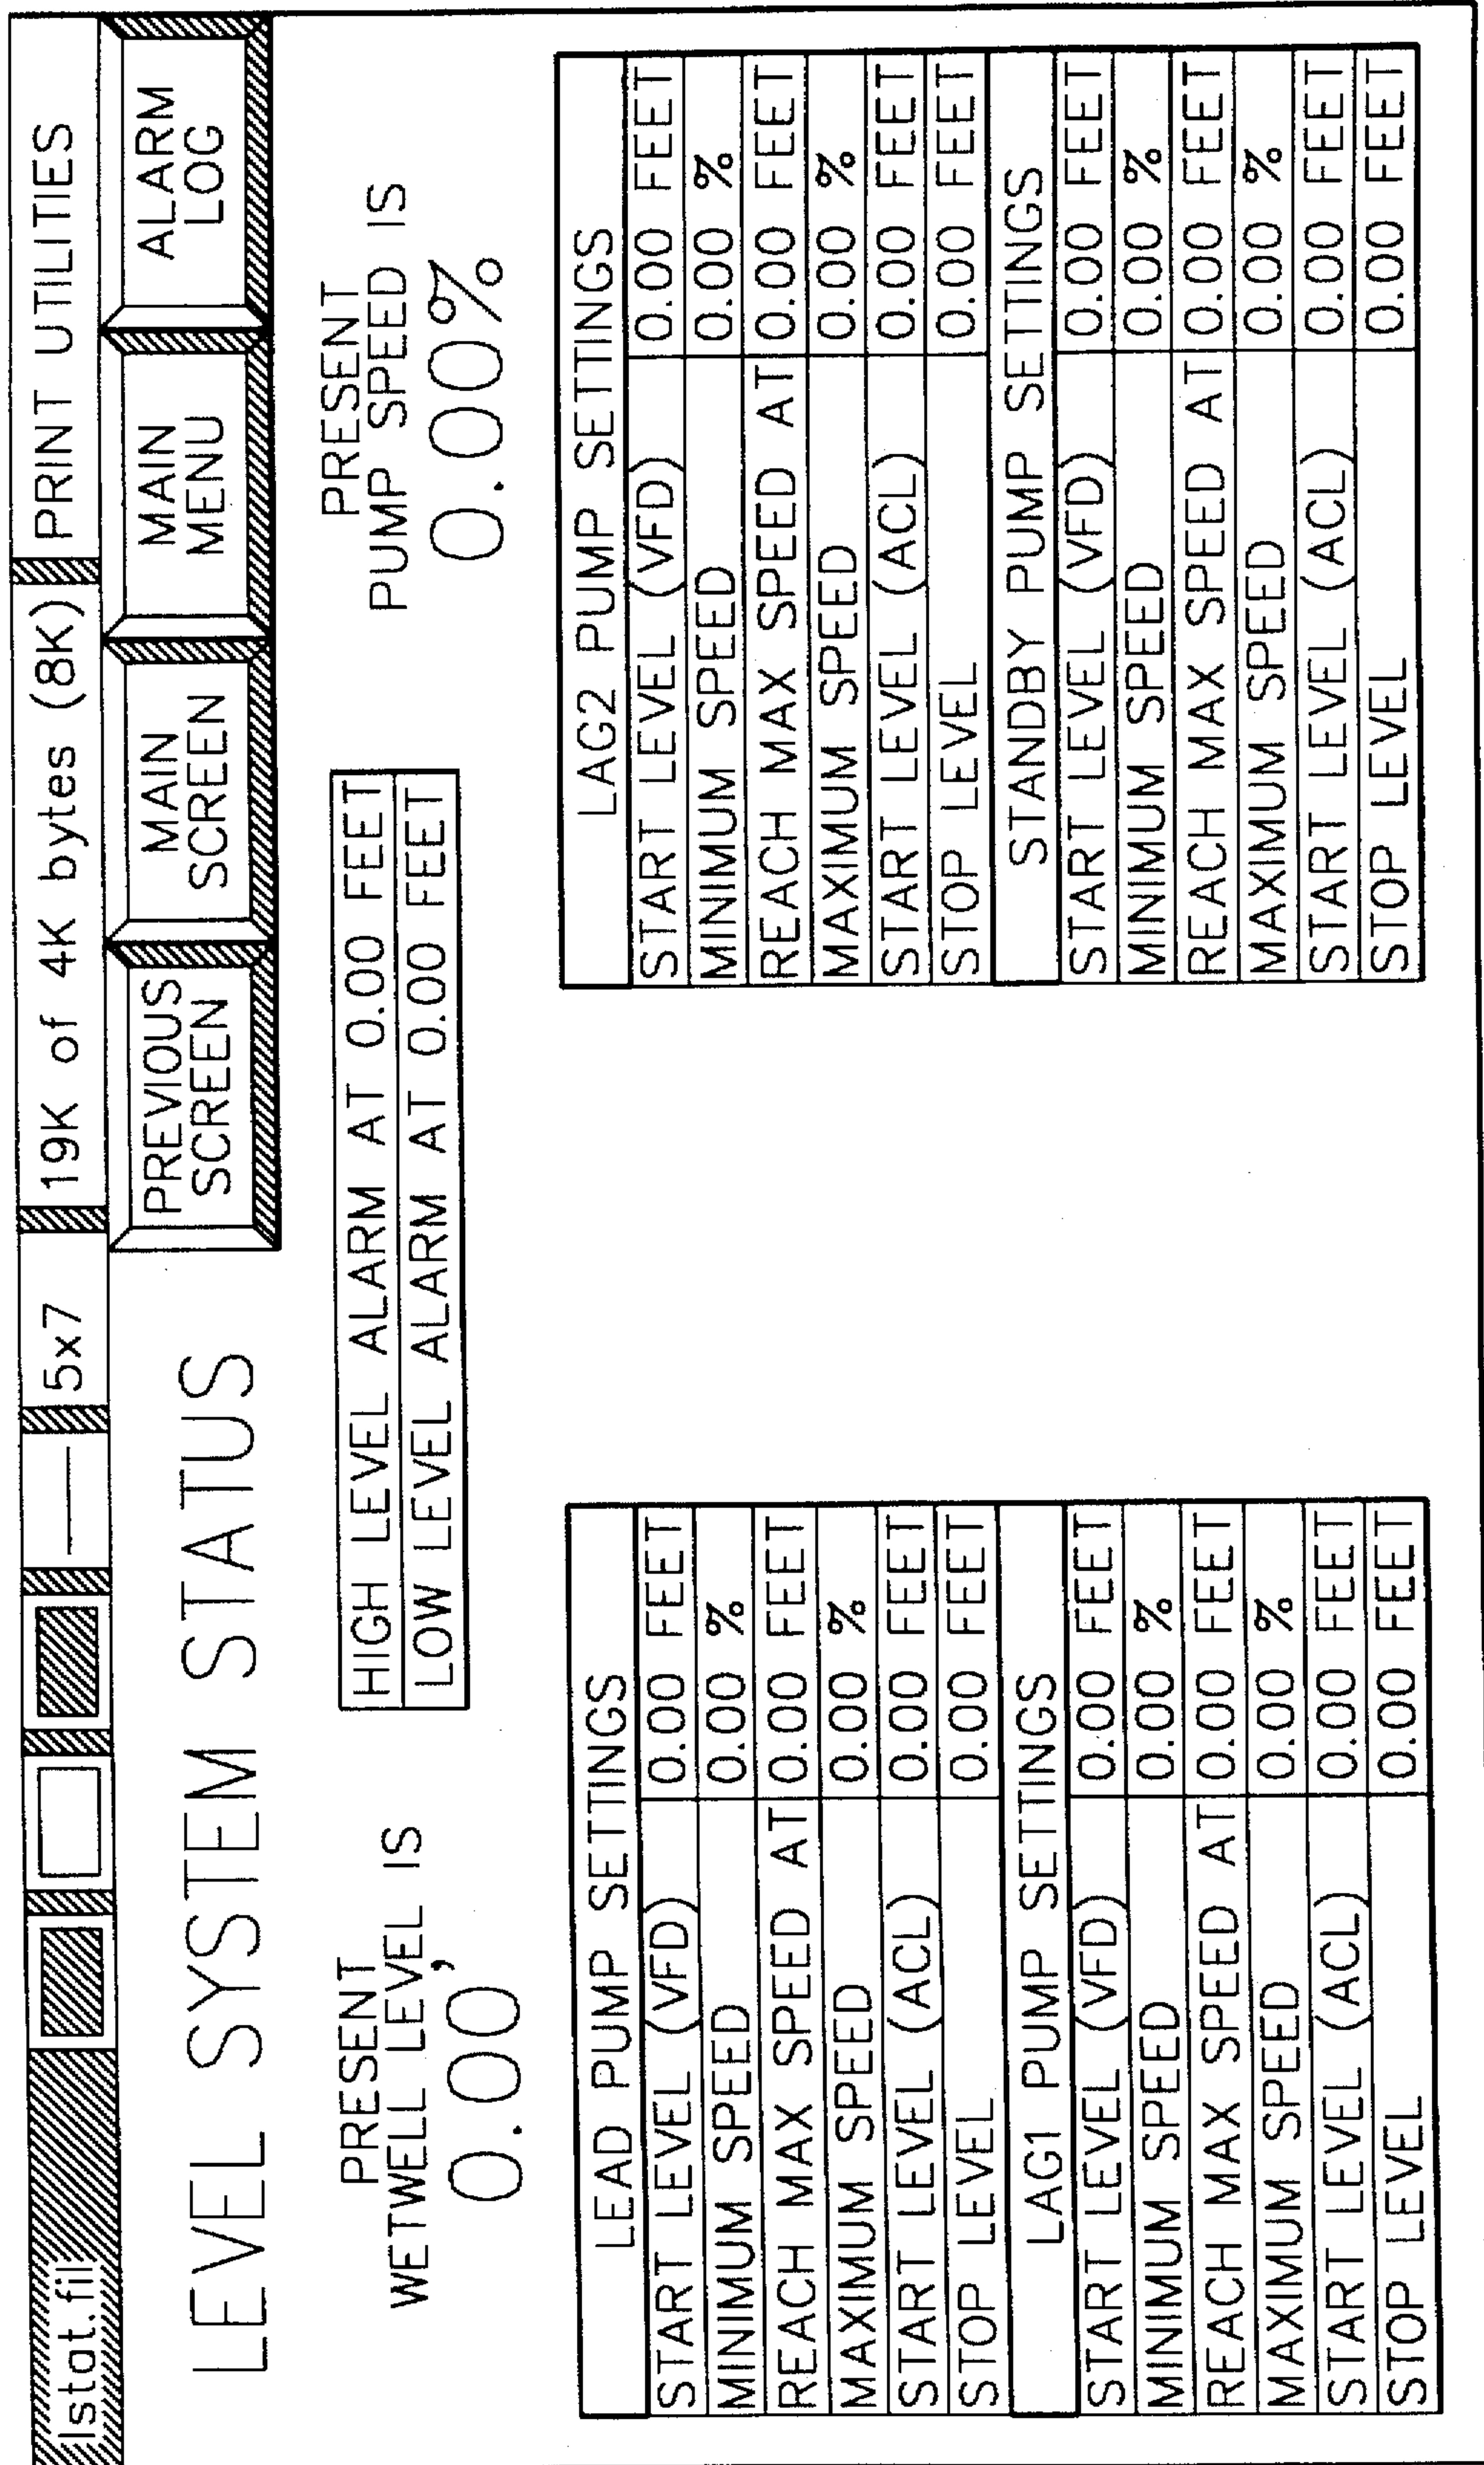 lstat.fil 5x7 19K of 4K bytes (8K) PRINT UTILITIES
LEVEL SYSTEM STATUS
PREVIOUS
SCREEN
MAIN
SCREEN
MAIN
MENU
ALARM
LOG
PRESENT
WETWELL LEVEL IS
0.00'
HIGH LEVEL ALARM AT 0.00 FEET
LOW LEVEL ALARM AT 0.00 FEET
PRESENT
PUMP SPEED IS
0.00%
LEAD PUMP SETTINGS
START LEVEL (VFD) 0.00 FEET
MINIMUM SPEED 0.00 %
REACH MAX SPEED AT 0.00 FEET
MAXIMUM SPEED 0.00 %
START LEVEL (ACL) 0.00 FEET
STOP LEVEL 0.00 FEET
LAG1 PUMP SETTINGS
START LEVEL (VFD) 0.00 FEET
MINIMUM SPEED 0.00 %
REACH MAX SPEED AT 0.00 FEET
MAXIMUM SPEED 0.00 %
START LEVEL (ACL) 0.00 FEET
STOP LEVEL 0.00 FEET
LAG2 PUMP SETTINGS
START LEVEL (VFD) 0.00 FEET
MINIMUM SPEED 0.00 %
REACH MAX SPEED AT 0.00 FEET
MAXIMUM SPEED 0.00 %
START LEVEL (ACL) 0.00 FEET
STOP LEVEL 0.00 FEET
STANDBY PUMP SETTINGS
START LEVEL (VFD) 0.00 FEET
MINIMUM SPEED 0.00 %
REACH MAX SPEED AT 0.00 FEET
MAXIMUM SPEED 0.00 %
START LEVEL (ACL) 0.00 FEET
STOP LEVEL 0.00 FEET